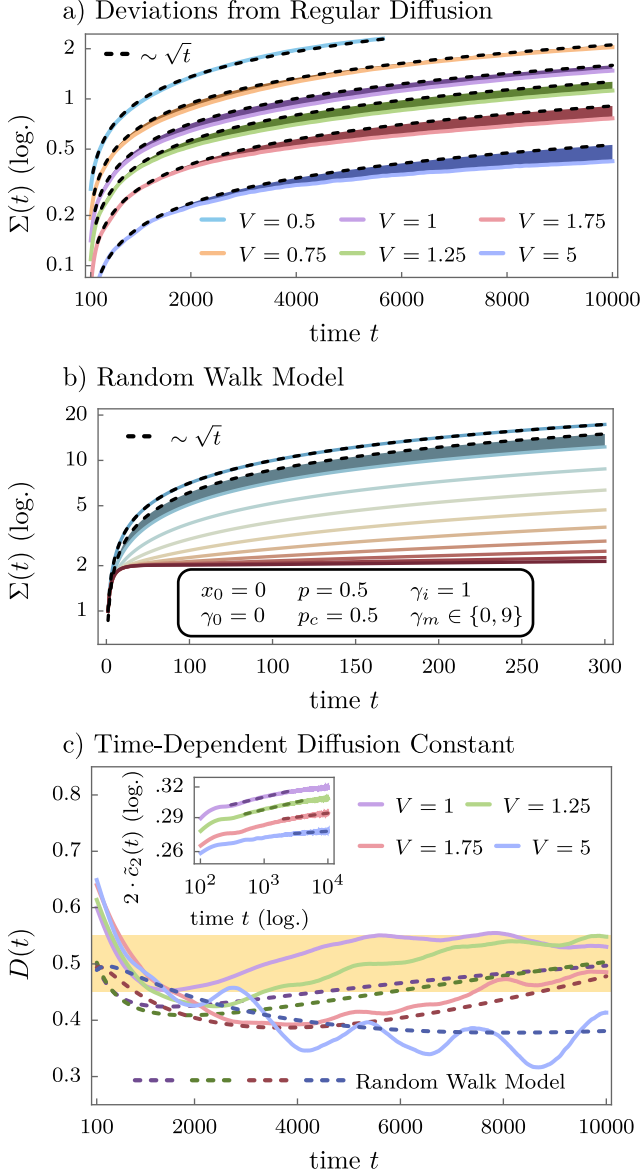 a) Deviations from Regular Diffusion
∼ √t
Σ(t) (log.)
2
1
0.5
0.2
0.1
V = 0.5 V = 1 V = 1.75
V = 0.75 V = 1.25 V = 5
100 2000 4000 6000 8000 10000
time t
b) Random Walk Model
∼ √t
Σ(t) (log.)
20
10
5
2
1
x₀ = 0 p = 0.5 γᵢ = 1
γ₀ = 0 p_c = 0.5 γₘ ∈ {0, 9}
0 100 100 150 200 250 300
time t
c) Time-Dependent Diffusion Constant
D(t)
0.8
0.7
0.6
0.5
0.4
0.3
2 · c̃₂(t) (log.)
.32
.29
.26
10² 10³ 10⁴
time t (log.)
V = 1 V = 1.25
V = 1.75 V = 5
Random Walk Model
100 2000 4000 6000 8000 10000
time t